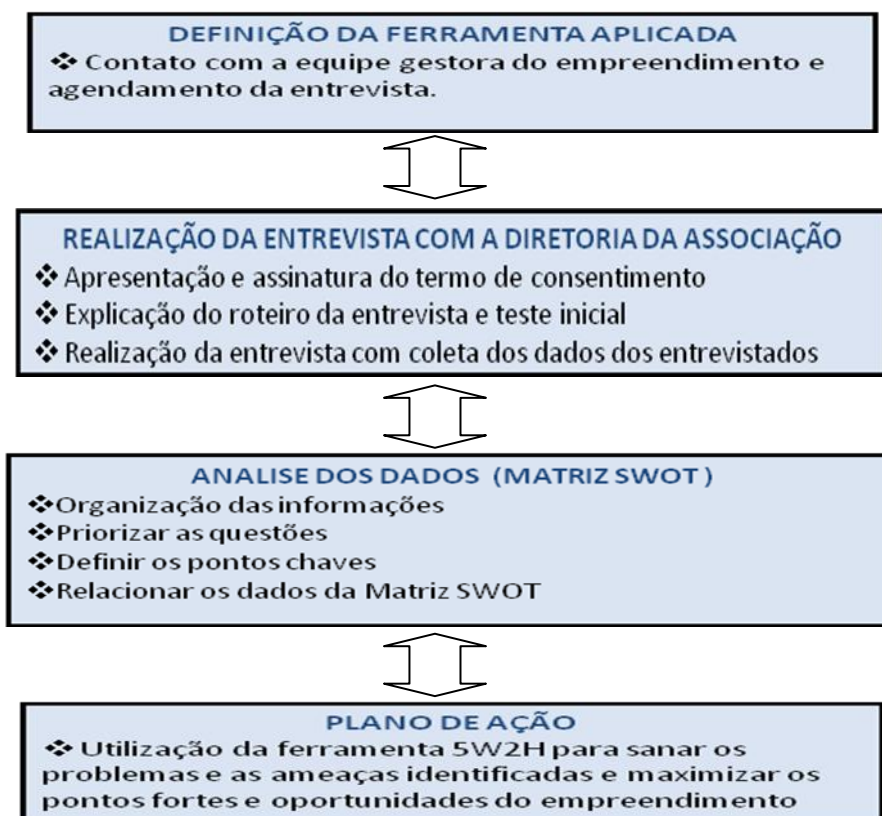 DEFINIÇÃO DA FERRAMENTA APLICADA
❖ Contato com a equipe gestora do empreendimento e
agendamento da entrevista.
REALIZAÇÃO DA ENTREVISTA COM A DIRETORIA DA ASSOCIAÇÃO
❖ Apresentação e assinatura do termo de consentimento
❖ Explicação do roteiro da entrevista e teste inicial
❖ Realização da entrevista com coleta dos dados dos entrevistados
ANALISE DOS DADOS (MATRIZ SWOT )
❖Organização das informações
❖Priorizar as questões
❖Definir os pontos chaves
❖Relacionar os dados da Matriz SWOT
PLANO DE AÇÃO
❖ Utilização da ferramenta 5W2H para sanar os
problemas e as ameaças identificadas e maximizar os
pontos fortes e oportunidades do empreendimento